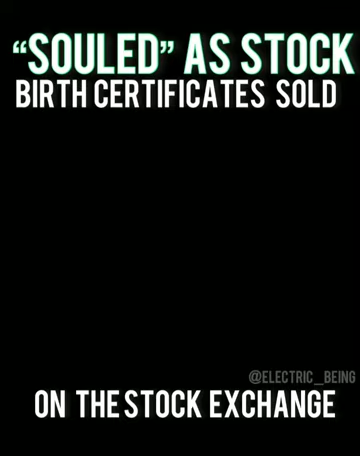 “SOULED” AS STOCK
BIRTH CERTIFICATES SOLD
@ELECTRIC_BEING
ON THE STOCK EXCHANGE